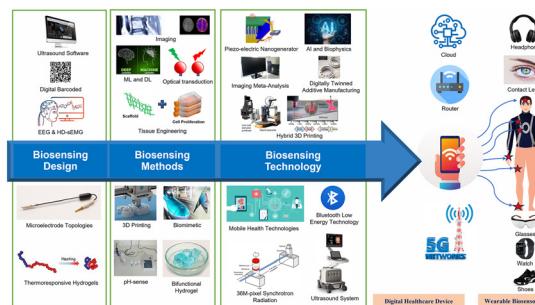 Ultrasound Software
Digital Barcoded
EEG & HD-sEMG
Imaging
ML and DL
Optical transduction
Scaffold
Cell Proliferation
Tissue Engineering
Piezo-electric Nanogenerator
AI
AI and Biophysics
Imaging Meta-Analysis
Digitally Twinned
Additive Manufacturing
Hybrid 3D Printing
Biosensing
Design
Biosensing
Methods
Biosensing
Technology
Microelectrode Topologies
Heating
Thermoresponsive Hydrogels
3D Printing
Biomimetic
pH-sense
Bifunctional
Hydrogel
Mobile Health Technologies
Bluetooth Low
Energy Technology
36M-pixel Synchrotron
Radiation
Ultrasound System
Cloud
Router
5G
NETWORKS
Digital Healthcare Device
Headphon
Contact Le
Glasses
Watch
Shoes
Wearable Biosenso